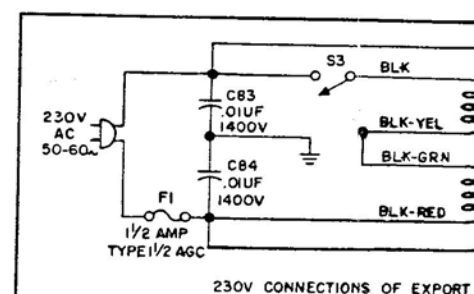 S3
BLK
C83
.01UF
1400V
BLK-YEL
230V
AC
50-60~
BLK-GRN
C84
.01UF
1400V
F1
BLK-RED
1 1/2 AMP
TYPE 1 1/2 AGC
230V CONNECTIONS OF EXPORT